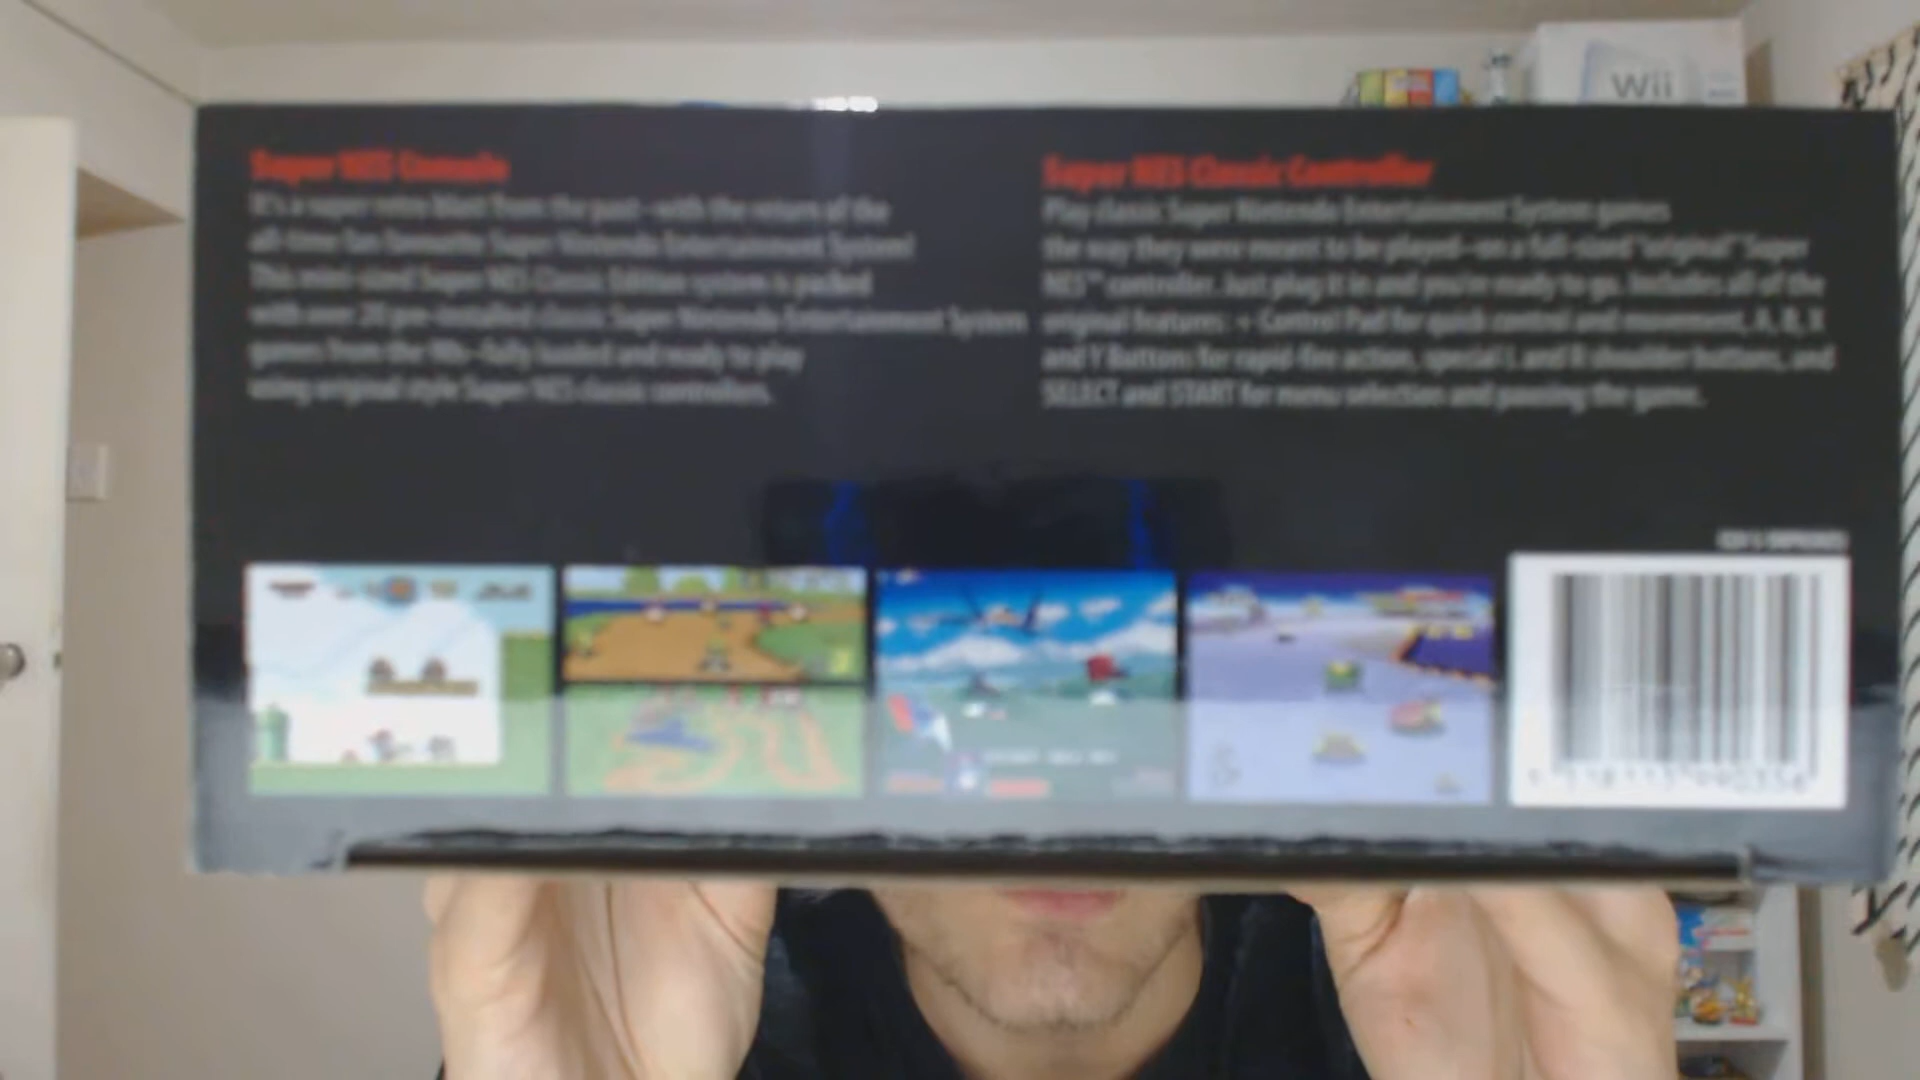 Wii
Super NES Console
It's a super retro blast from the past–with the return of the
all-time fan favourite Super Nintendo Entertainment System!
This mini-sized Super NES Classic Edition system is packed
with over 20 pre-installed classic Super Nintendo Entertainment System
games from the 90s–fully loaded and ready to play
using original style Super NES classic controllers.
Super NES Classic Controller
Play classic Super Nintendo Entertainment System games
the way they were meant to be played–on a full-sized "original" Super
NES™ controller. Just plug it in and you're ready to go. Includes all of the
original features: + Control Pad for quick control and movement, A, B, X
and Y Buttons for rapid-fire action, special L and R shoulder buttons, and
SELECT and START for menu selection and pausing the game.